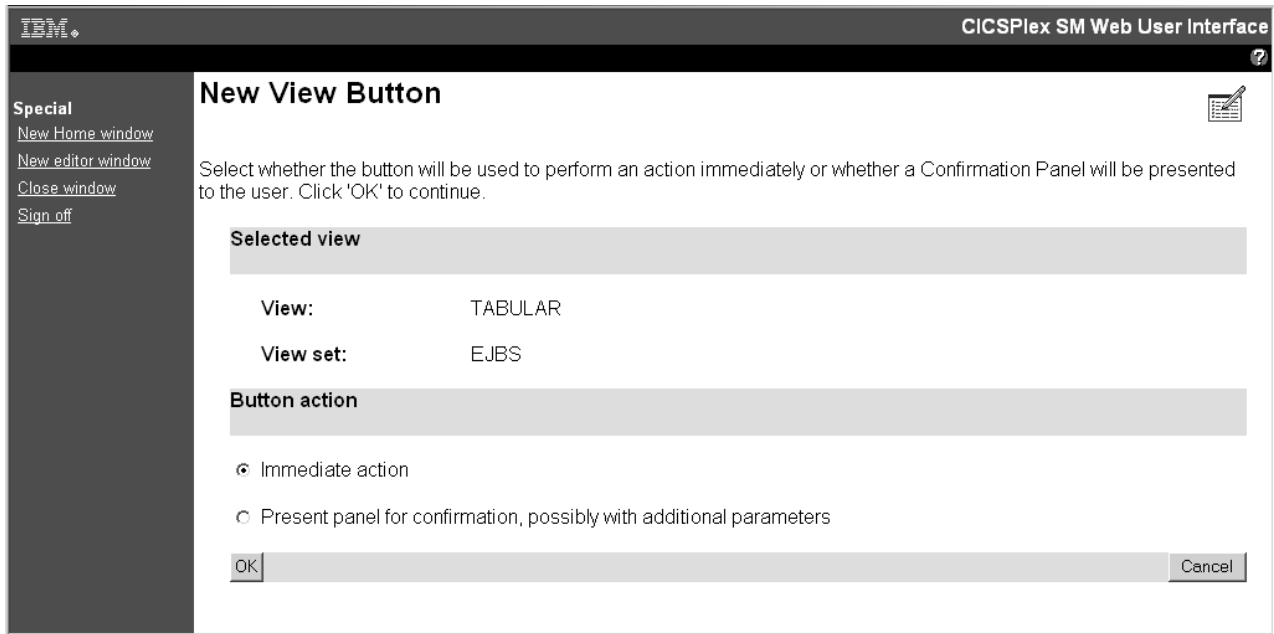 IBM.
CICSPlex SM Web User Interface
?
Special
New Home window
New editor window
Close window
Sign off
New View Button
Select whether the button will be used to perform an action immediately or whether a Confirmation Panel will be presented
to the user. Click 'OK' to continue.
Selected view
View: TABULAR
View set: EJBS
Button action
Immediate action
Present panel for confirmation, possibly with additional parameters
OK
Cancel